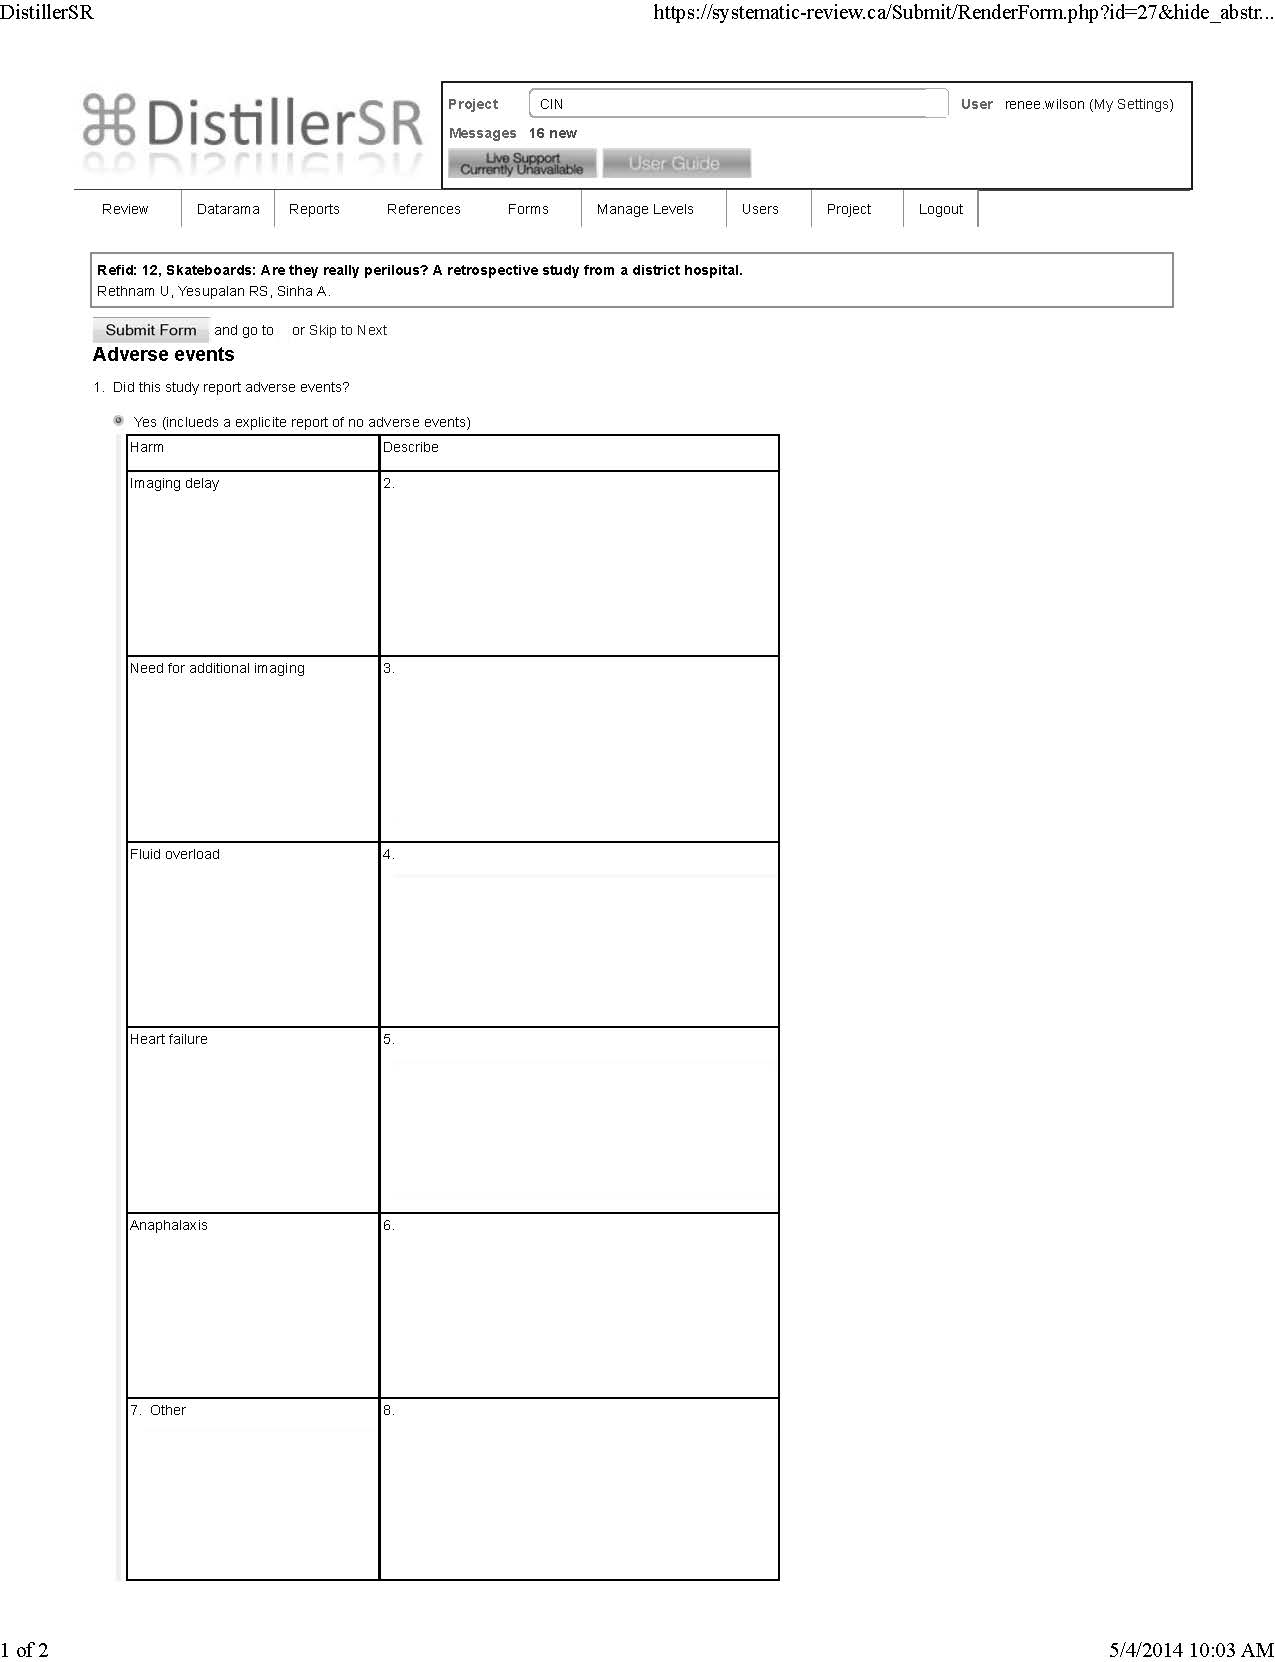 DistillerSR https://systematic-review.ca/Submit/RenderForm.php?id=27&hide_abstr...
DistillerSR
Project CIN User renee.wilson (My Settings)
Messages 16 new
Live Support
Currently Unavailable
User Guide
Review Datarama Reports References Forms Manage Levels Users Project Logout
Refid: 12, Skateboards: Are they really perilous? A retrospective study from a district hospital.
Rethnam U, Yesupalan RS, Sinha A.
Submit Form and go to or Skip to Next
Adverse events
1. Did this study report adverse events?
Yes (inclueds a explicite report of no adverse events)
Harm Describe
Imaging delay 2.
Need for additional imaging 3.
Fluid overload 4.
Heart failure 5.
Anaphalaxis 6.
7. Other 8.
1 of 2 5/4/2014 10:03 AM